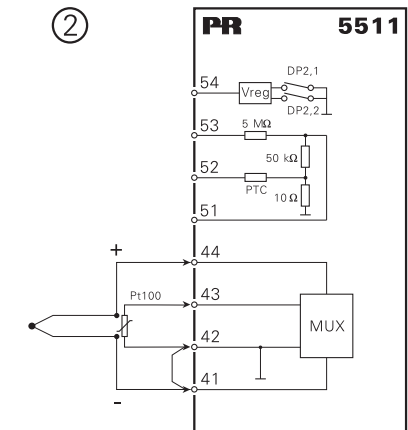 2
PR 5511
54
Vreg
DP2,1
DP2,2
53
5 MΩ
50 kΩ
52
PTC
10 Ω
51
+
44
Pt100
43
MUX
42
41
-